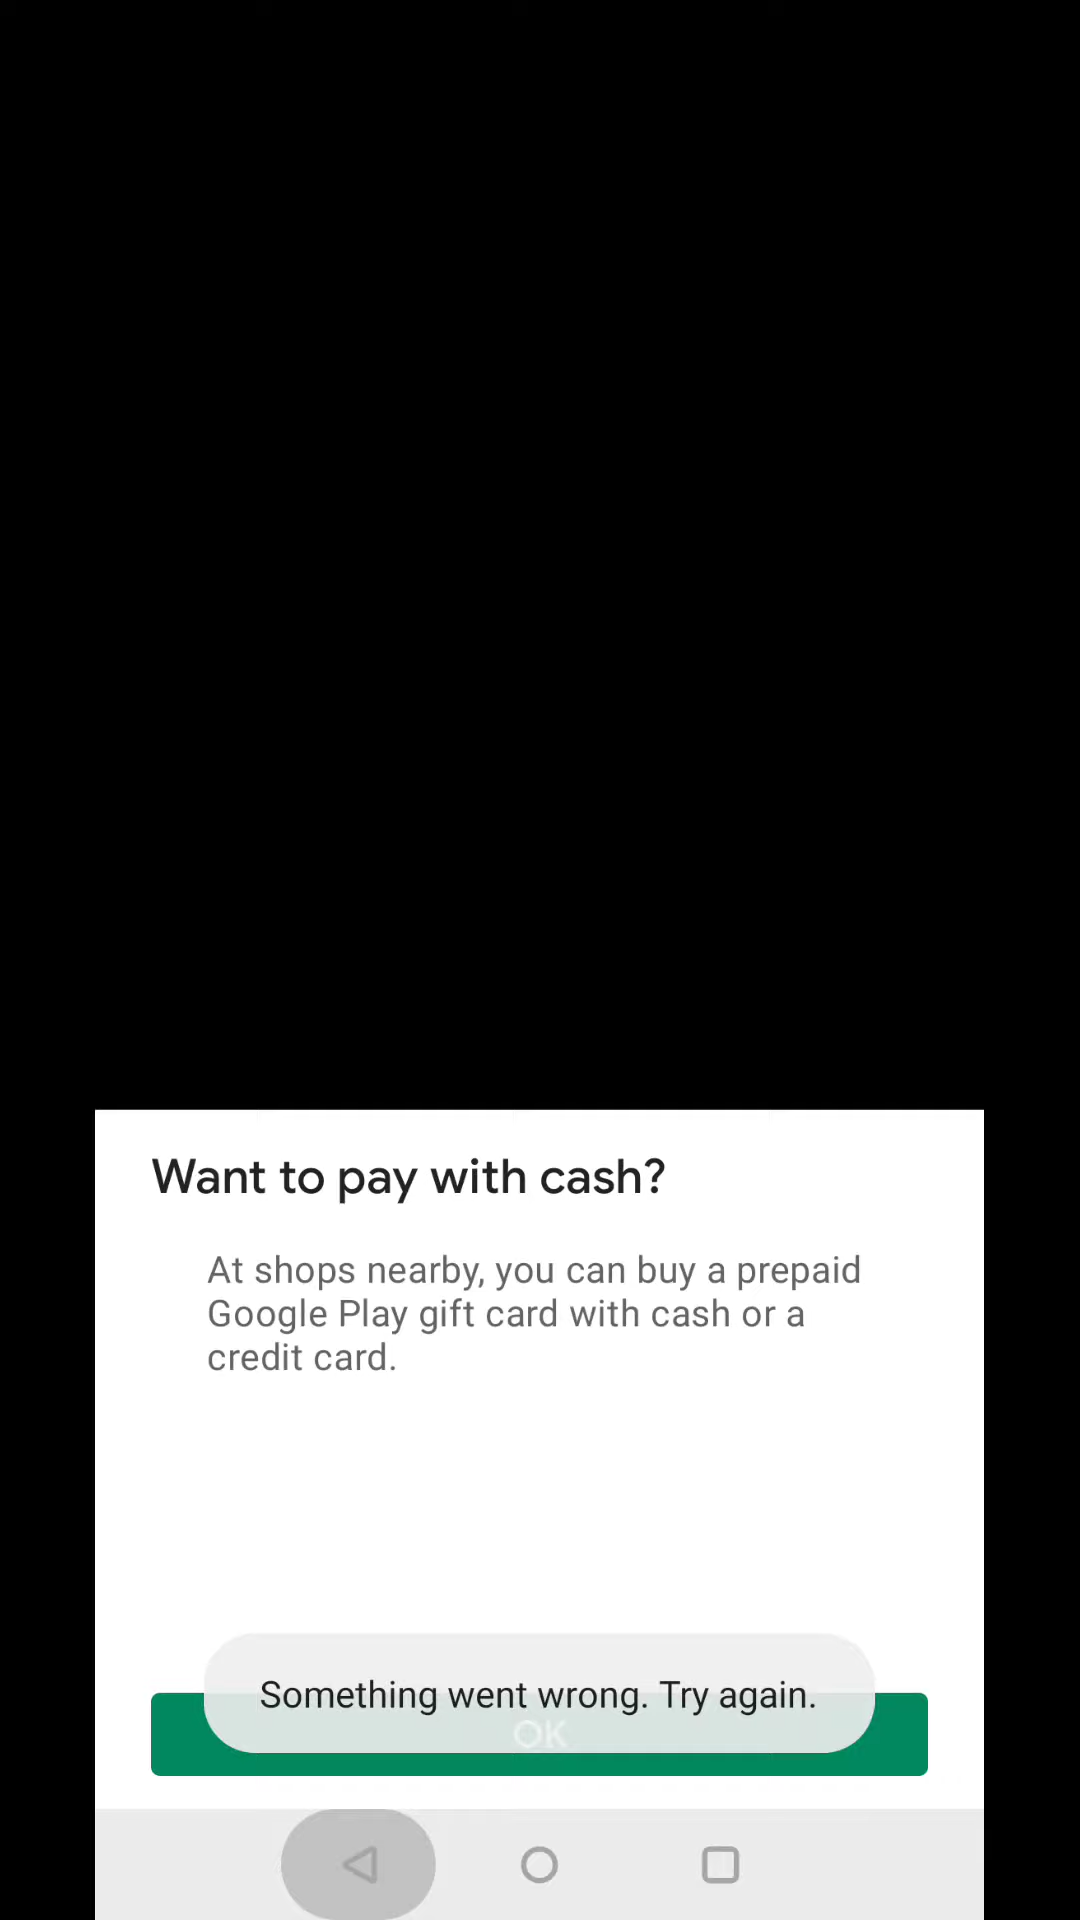 Want to pay with cash?
At shops nearby, you can buy a prepaid
Google Play gift card with cash or a
credit card.
Something went wrong. Try again.
OK